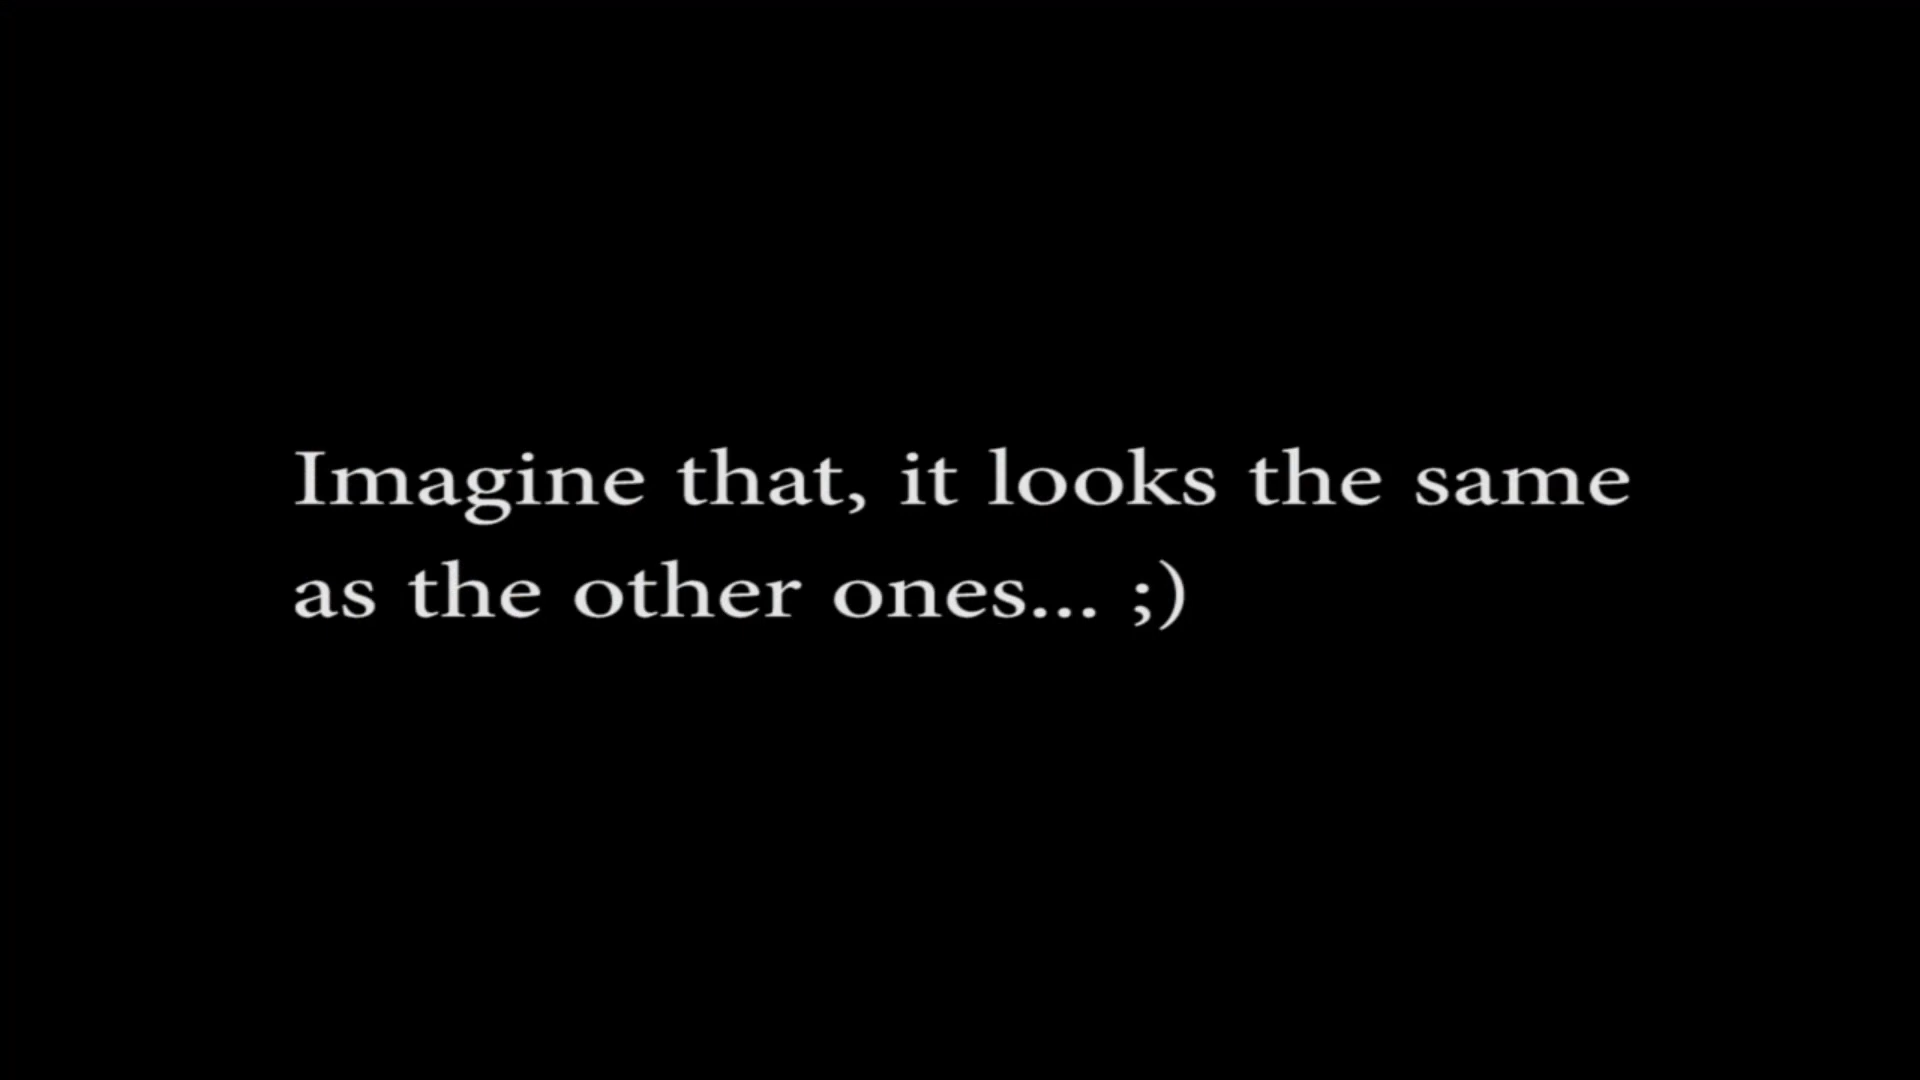 Imagine that, it looks the same
as the other ones... ;)